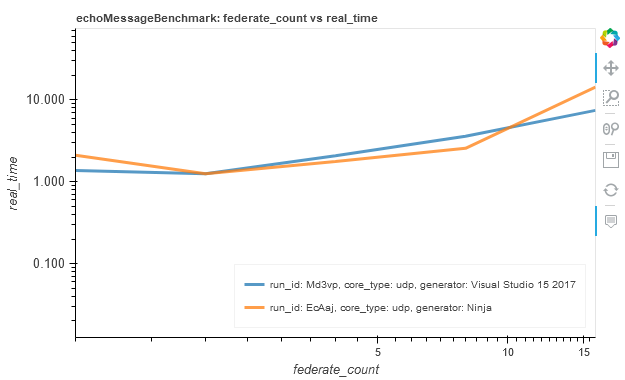 echoMessageBenchmark: federate_count vs real_time
10.000
1.000
0.100
real_time
run_id: Md3vp, core_type: udp, generator: Visual Studio 15 2017
run_id: EcAaj, core_type: udp, generator: Ninja
5 10 15
federate_count